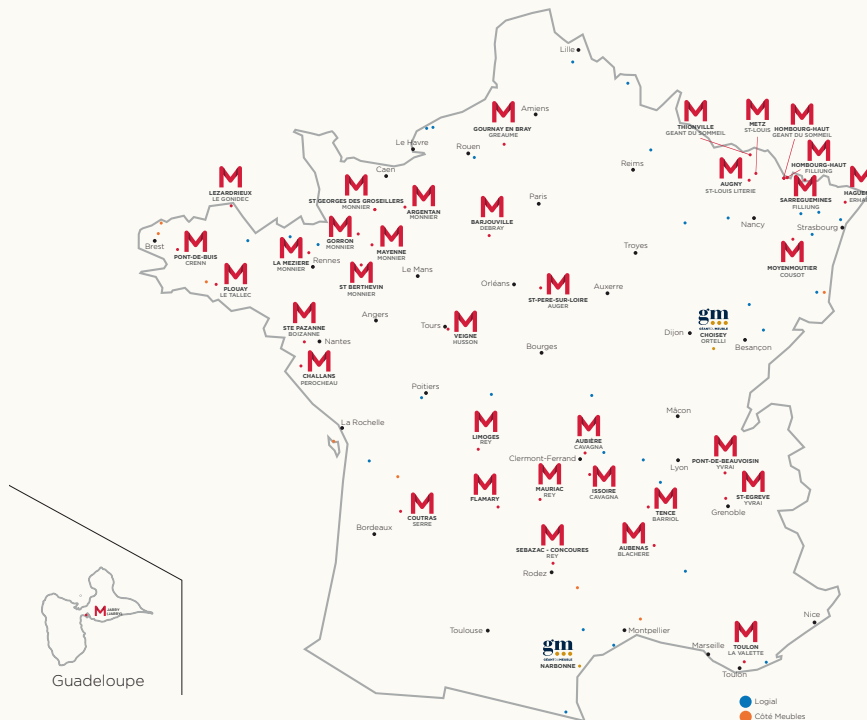 Lille
Amiens
GOURNAY EN BRAY
GREAUME
Le Havre
Rouen
Caen
Reims
THIONVILLE
GEANT DU SOMMEIL
METZ
ST-LOUIS
HOMBOURG-HAUT
GEANT DU SOMMEIL
HOMBOURG-HAUT
FILLIUNG
AUGNY
ST-LOUIS LITERIE
SARREGUEMINES
FILLIUNG
HAGUE
ERHA
LEZARDRIEUX
LE GONIDEC
ST GEORGES DES GROSEILLERS
MONNIER
ARGENTAN
MONNIER
BARJOUVILLE
DEBRAY
Paris
Nancy
Strasbourg
Brest
PONT-DE-BUIS
CRENN
PLOUAY
LE TALLEC
LA MEZIERE
MONNIER
Rennes
GORRON
MONNIER
MAYENNE
MONNIER
ST BERTHEVIN
MONNIER
Le Mans
Troyes
MOYENMOUTIER
COUSOT
Orléans
ST-PERE-SUR-LOIRE
AUGER
Auxerre
STE PAZANNE
BOIZANNE
Nantes
Angers
Tours
VEIGNE
HUSSON
Bourges
Dijon
gm
CHOISEY
ORTELLI
Besançon
CHALLANS
PEROCHEAU
Poitiers
La Rochelle
Mâcon
LIMOGES
REY
AUBIÈRE
CAVAGNA
Clermont-Ferrand
Lyon
PONT-DE-BEAUVOISIN
YVRAI
FLAMARY
MAURIAC
REY
ISSOIRE
CAVAGNA
TENCE
BARRIOL
ST-EGREVE
YVRAI
Grenoble
COUTRAS
SERRE
Bordeaux
SEBAZAC - CONCOURES
REY
AUBENAS
BLACHERE
Rodez
Toulouse
Montpellier
Nice
Marseille
TOULON
LA VALETTE
Toulon
gm
NARBONNE
Guadeloupe
Logial
Côté Meubles